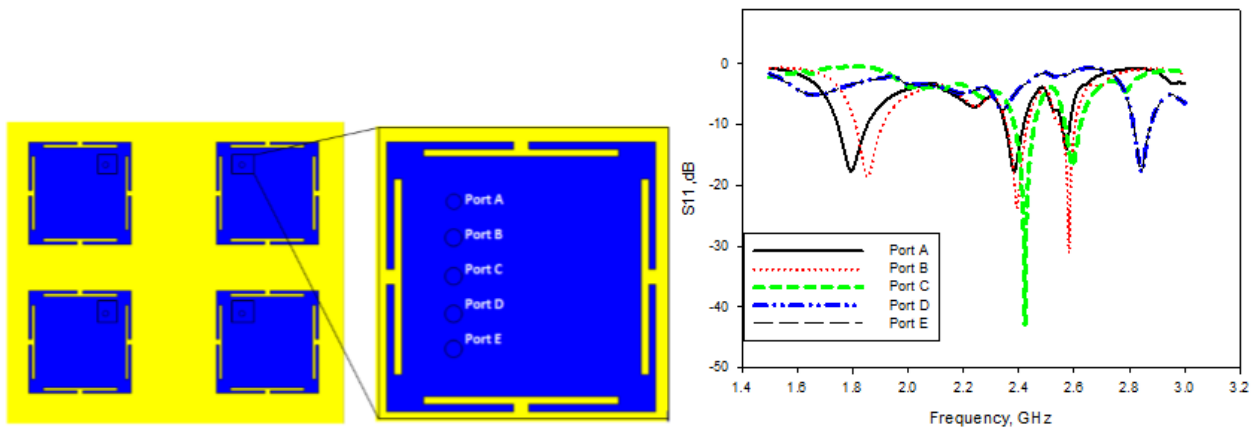 Port A
Port B
Port C
Port D
Port E
S11,dB
0
-10
-20
-30
-40
-50
Port A
Port B
Port C
Port D
Port E
1.4 1.6 1.8 2.0 2.2 2.4 2.6 2.8 3.0 3.2
Frequency, GHz